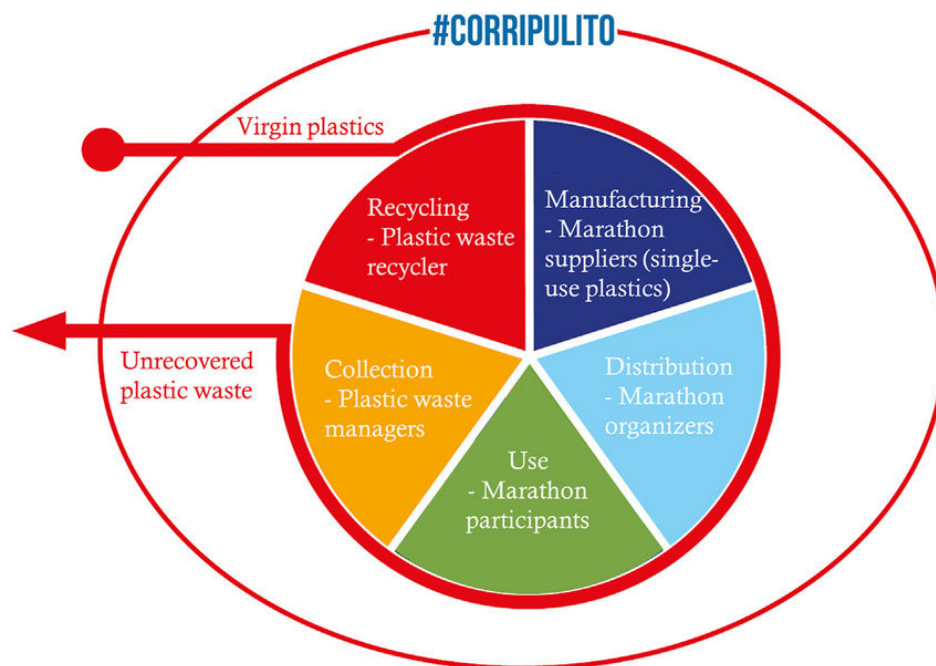 #CORRIPULITO
Virgin plastics
Recycling
- Plastic waste
recycler
Manufacturing
- Marathon
suppliers (single-
use plastics)
Unrecovered
plastic waste
Collection
- Plastic waste
managers
Distribution
- Marathon
organizers
Use
- Marathon
participants